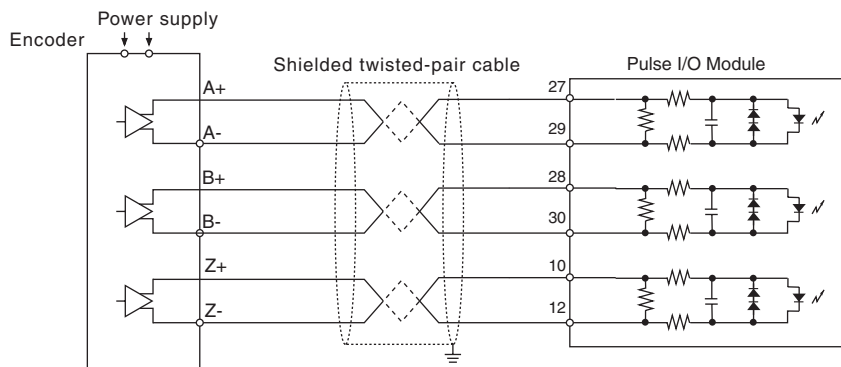 Power supply
Encoder
Shielded twisted-pair cable
Pulse I/O Module
A+
27
A-
29
B+
28
B-
30
Z+
10
Z-
12